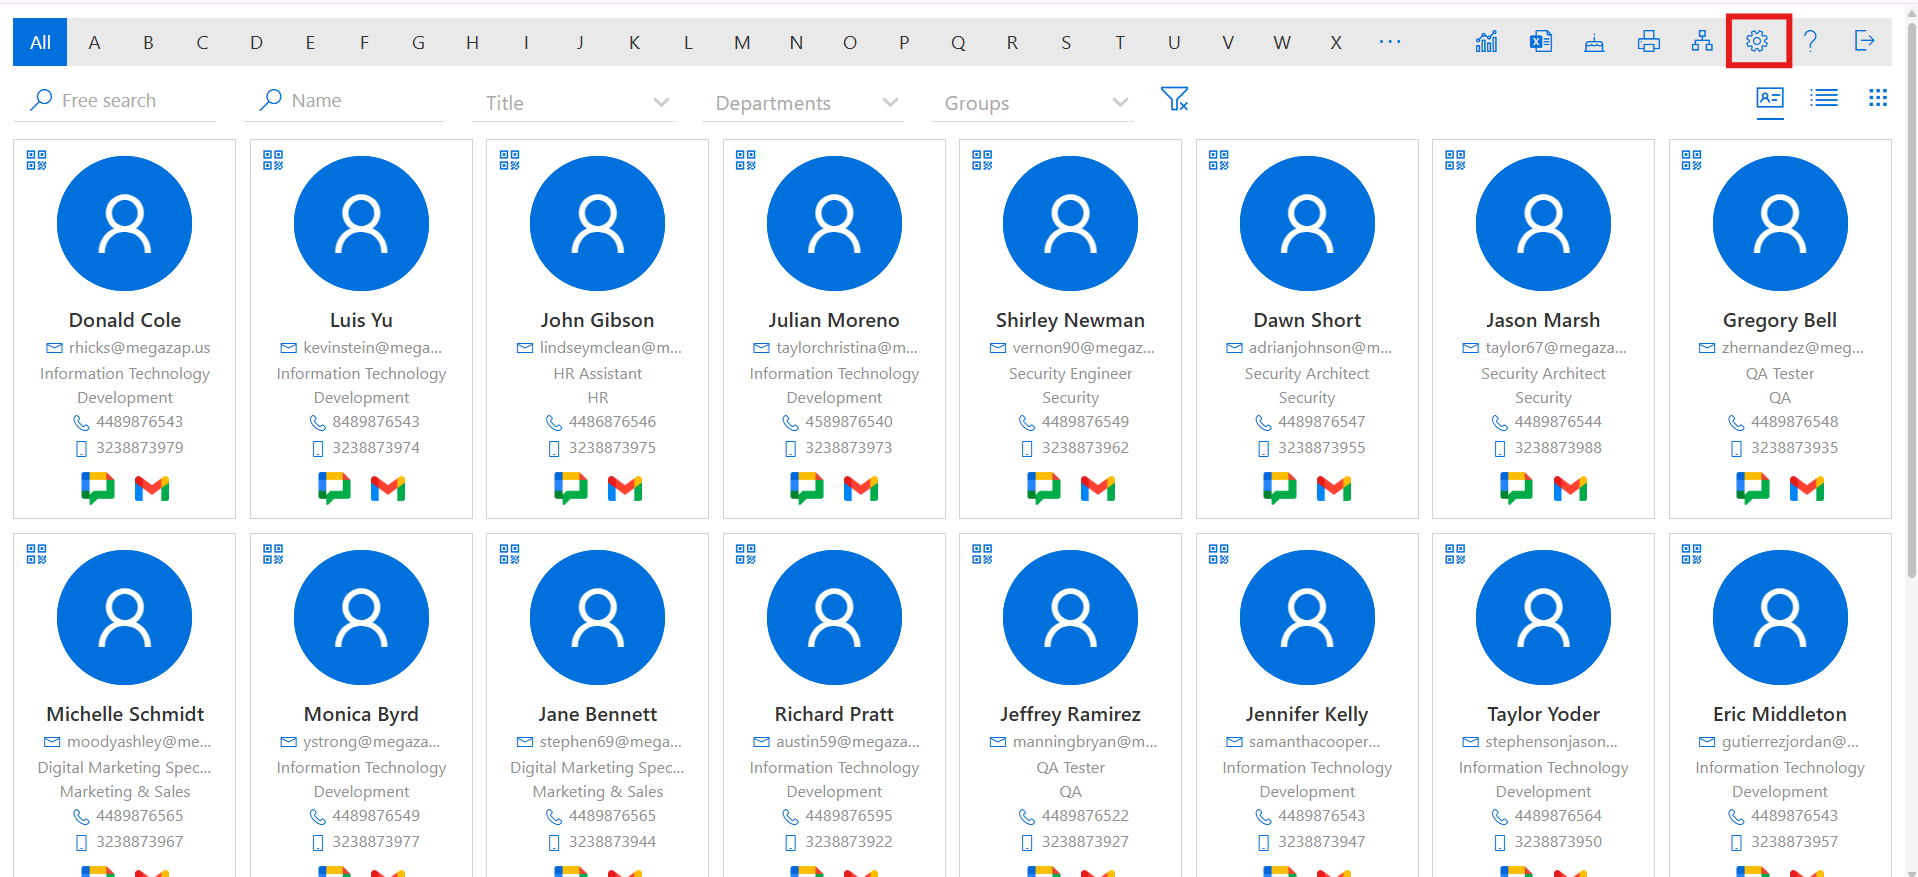 All A B C D E F G H I J K L M N O P Q R S T U V W X ... ?
Free search Name Title Departments Groups
Donald Cole Luis Yu John Gibson Julian Moreno Shirley Newman Dawn Short Jason Marsh Gregory Bell
rhicks@megazap.us kevinstein@mega... lindseymclean@m... taylorchristina@m... vernon90@megaz... adrianjohnson@m... taylor67@megaza... zhernandez@meg...
Information Technology Information Technology HR Assistant Information Technology Security Engineer Security Architect Security Architect QA Tester
Development Development HR Development Security Security Security QA
4489876543 8489876543 4486876546 4589876540 4489876549 4489876547 4489876544 4489876548
3238873979 3238873974 3238873975 3238873973 3238873962 3238873955 3238873988 3238873935
Michelle Schmidt Monica Byrd Jane Bennett Richard Pratt Jeffrey Ramirez Jennifer Kelly Taylor Yoder Eric Middleton
moodyashley@me... ystrong@megaza... stephen69@mega... austin59@megaza... manningbryan@m... samanthacooper... stephensonjason... gutierrezjordan@...
Digital Marketing Spec... Information Technology Digital Marketing Spec... Information Technology QA Tester Information Technology Information Technology Information Technology
Marketing & Sales Development Marketing & Sales Development QA Development Development Development
4489876565 4489876549 4489876565 4489876595 4489876522 4489876543 4489876564 4489876543
3238873967 3238873977 3238873944 3238873922 3238873927 3238873947 3238873950 3238873957